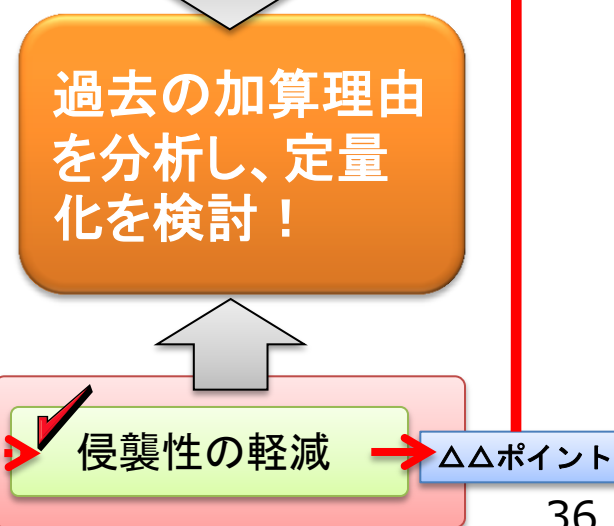 過去の加算理由
を分析し、定量
化を検討！
侵襲性の軽減
△△ポイント
36